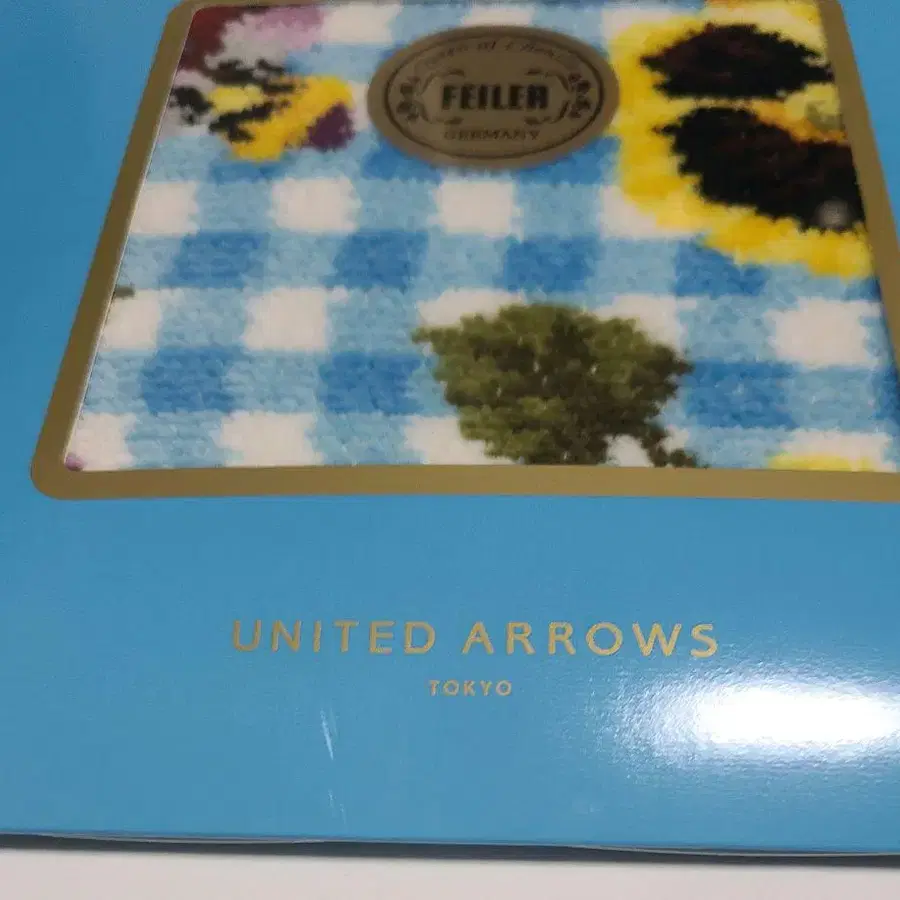 FEILER
GERMANY
UNITED ARROWS
TOKYO